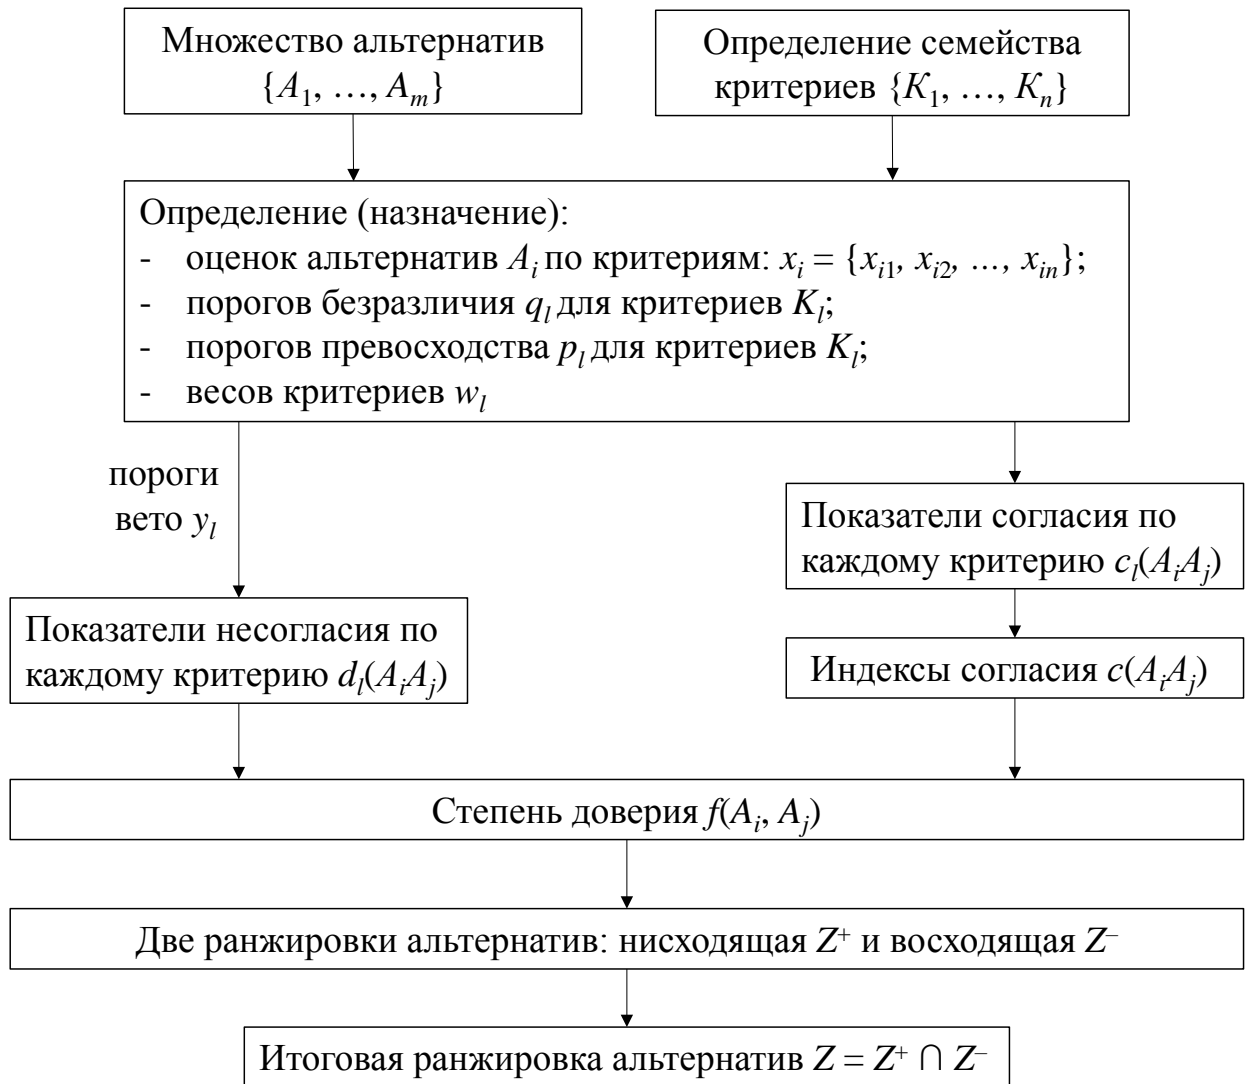 Множество альтернатив
{A1, …, Am}
Определение семейства
критериев {K1, …, Kn}
Определение (назначение):
- оценок альтернатив Ai по критериям: xi = {xi1, xi2, ..., xin};
- порогов безразличия ql для критериев Kl;
- порогов превосходства pl для критериев Kl;
- весов критериев wl
пороги
вето yl
Показатели согласия по
каждому критерию cl(AiAj)
Показатели несогласия по
каждому критерию dl(AiAj)
Индексы согласия c(AiAj)
Степень доверия f(Ai, Aj)
Две ранжировки альтернатив: нисходящая Z+ и восходящая Z–
Итоговая ранжировка альтернатив Z = Z+ ∩ Z–